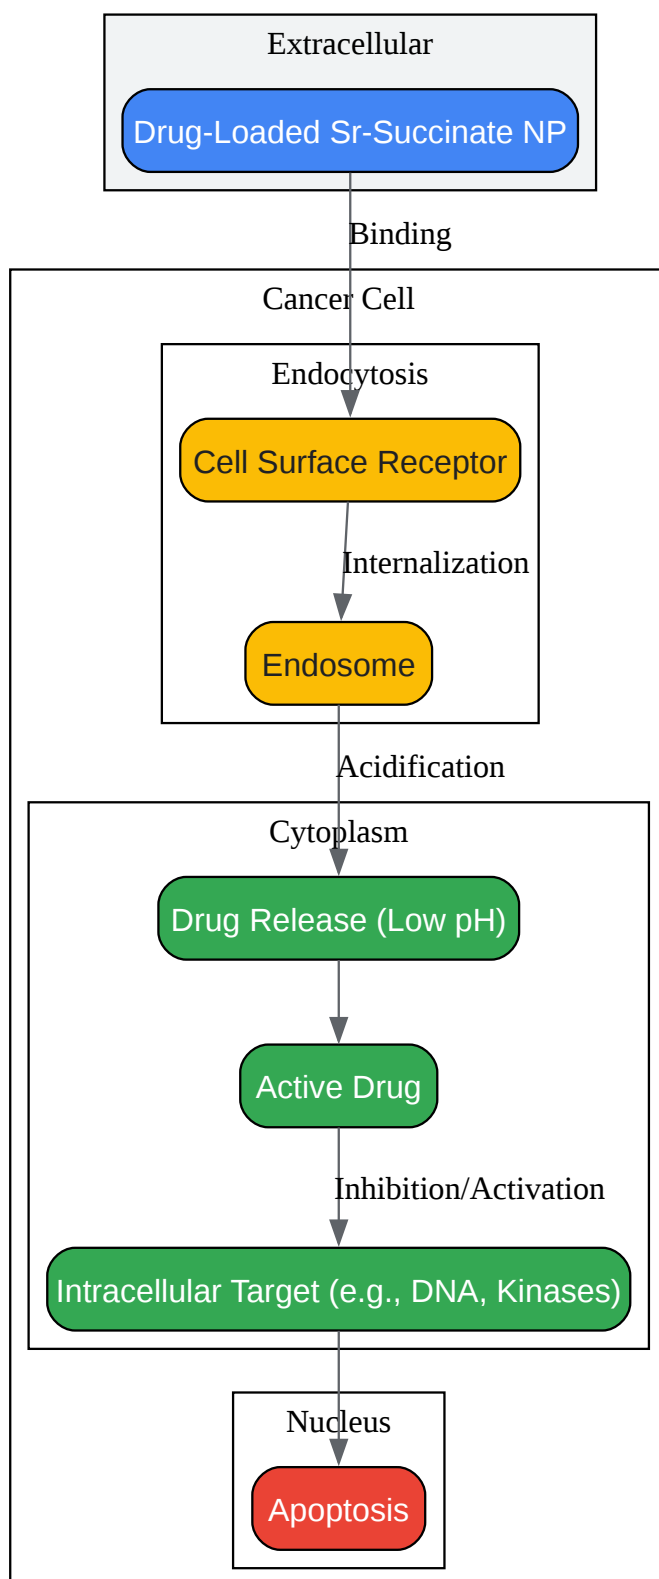 Extracellular
Drug-Loaded Sr-Succinate NP
Binding
Cancer Cell
Endocytosis
Cell Surface Receptor
Internalization
Endosome
Acidification
Cytoplasm
Drug Release (Low pH)
Active Drug
Inhibition/Activation
Intracellular Target (e.g., DNA, Kinases)
Nucleus
Apoptosis